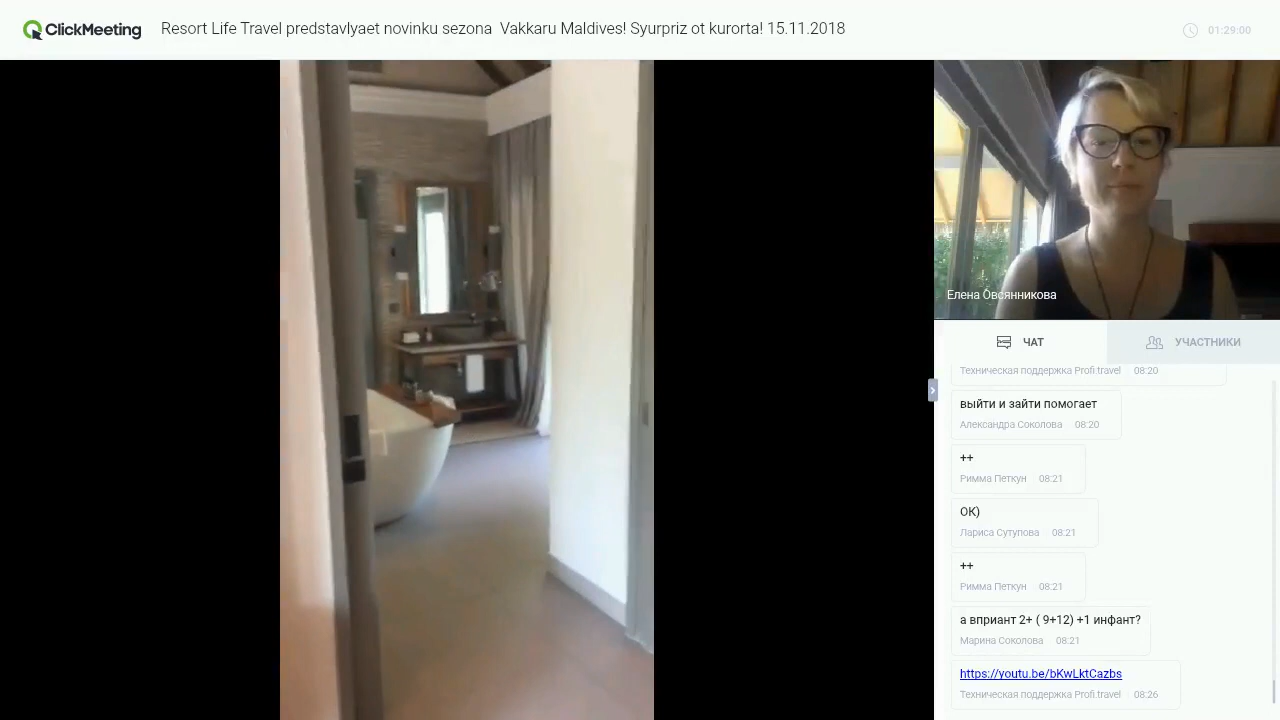 ClickMeeting
Resort Life Travel predstavlyaet novinku sezona  Vakkaru Maldives! Syurpriz ot kurorta! 15.11.2018
01:29:00
Елена Овсянникова
ЧАТ
УЧАСТНИКИ
Техническая поддержка Profi.travel 08:20
выйти и зайти помогает
Александра Соколова 08:20
++
Римма Петкун 08:21
ОК)
Лариса Сутупова 08:21
++
Римма Петкун 08:21
а вприант 2+ ( 9+12) +1 инфант?
Марина Соколова 08:21
https://youtu.be/bKwLktCazbs
Техническая поддержка Profi.travel 08:26